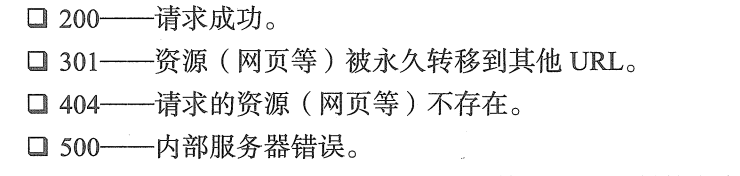 ❑ 200——请求成功。
❑ 301——资源（网页等）被永久转移到其他 URL。
❑ 404——请求的资源（网页等）不存在。
❑ 500——内部服务器错误。